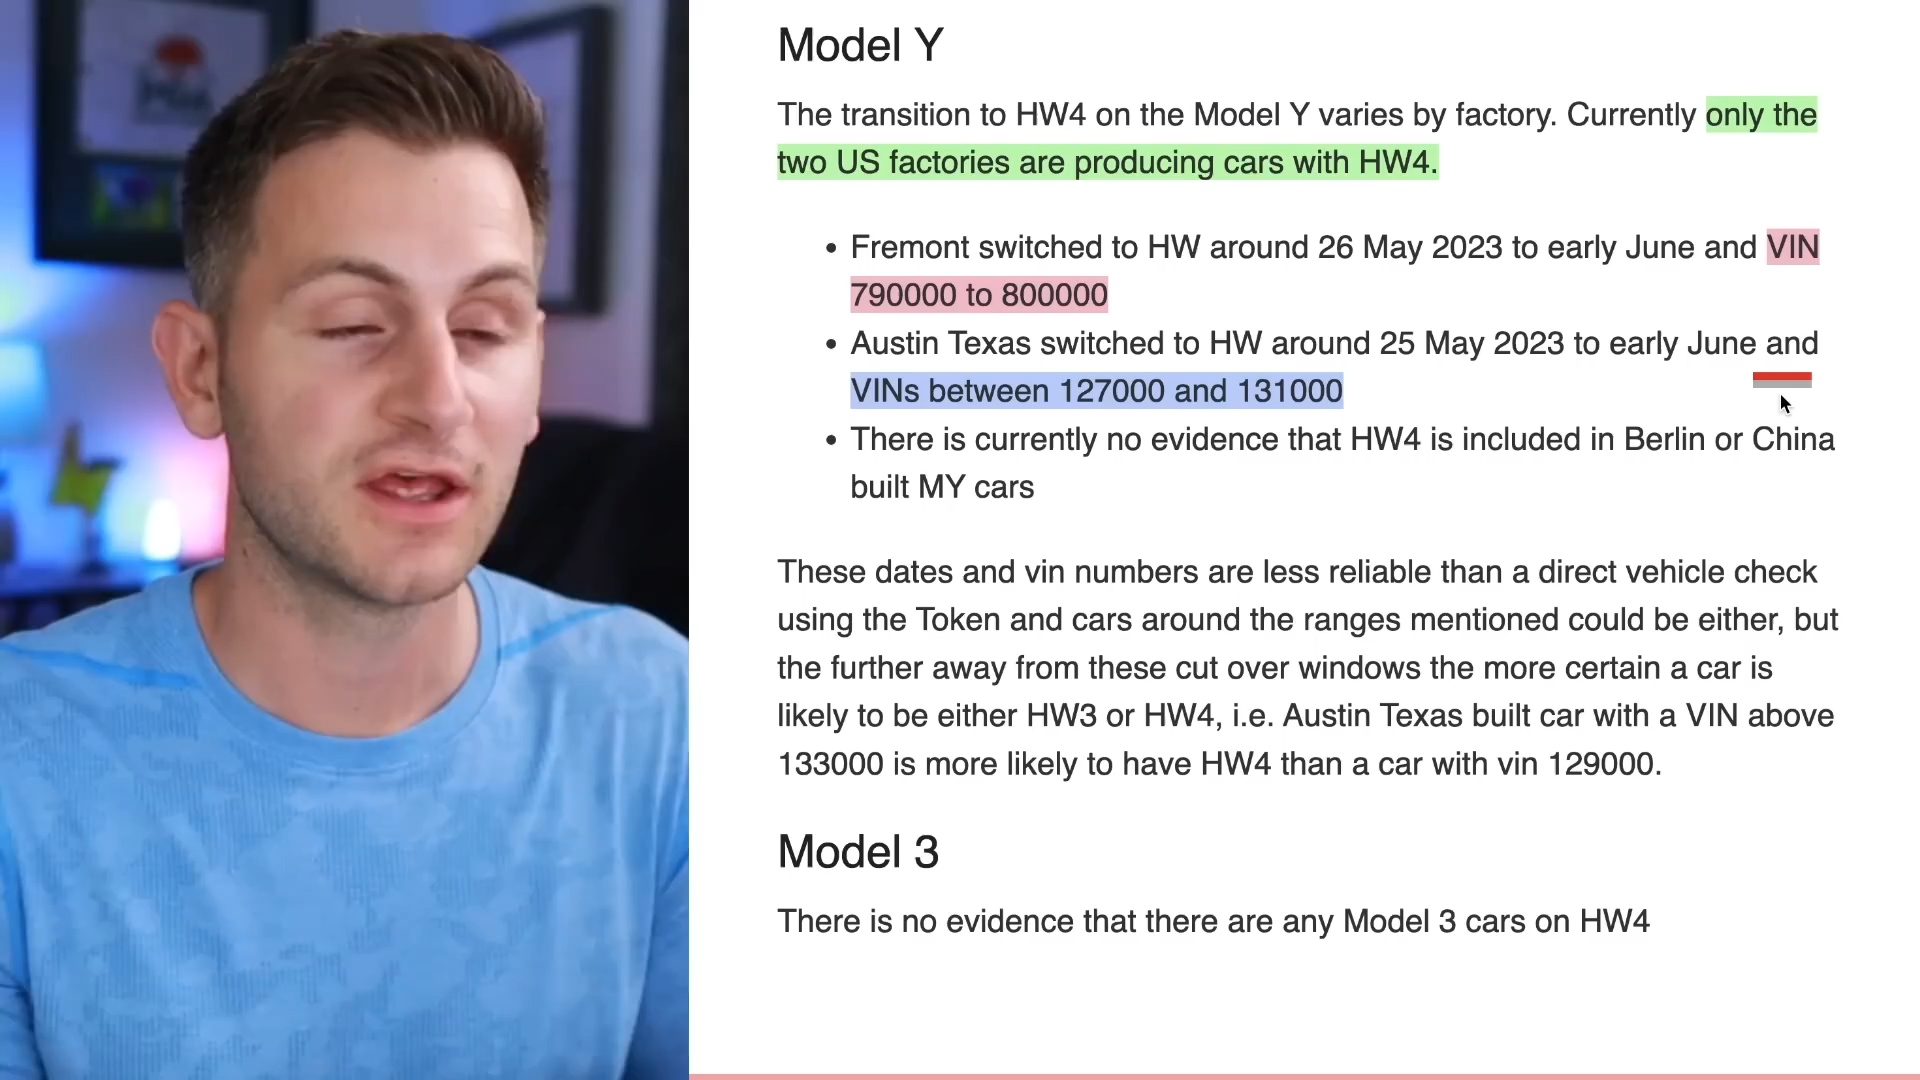 Model Y
The transition to HW4 on the Model Y varies by factory. Currently only the
two US factories are producing cars with HW4.
• Fremont switched to HW around 26 May 2023 to early June and VIN
790000 to 800000
• Austin Texas switched to HW around 25 May 2023 to early June and
VINs between 127000 and 131000
• There is currently no evidence that HW4 is included in Berlin or China
built MY cars
These dates and vin numbers are less reliable than a direct vehicle check
using the Token and cars around the ranges mentioned could be either, but
the further away from these cut over windows the more certain a car is
likely to be either HW3 or HW4, i.e. Austin Texas built car with a VIN above
133000 is more likely to have HW4 than a car with vin 129000.
Model 3
There is no evidence that there are any Model 3 cars on HW4